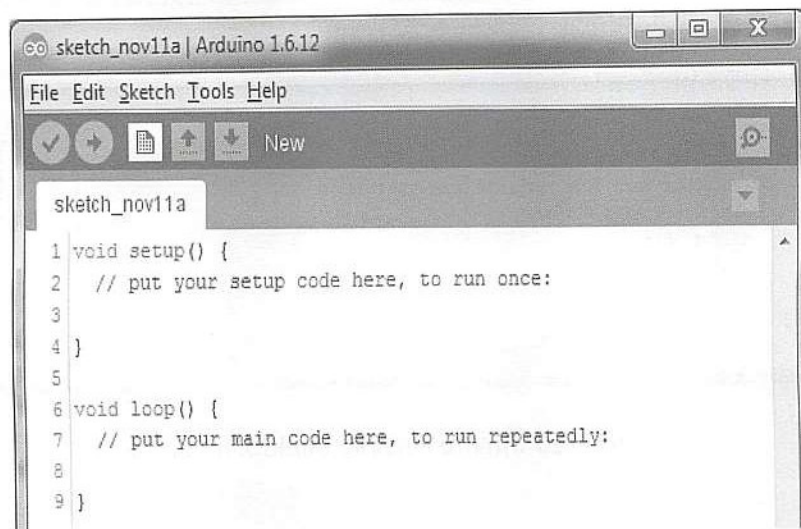 sketch_nov11a | Arduino 1.6.12
File Edit Sketch Tools Help
New
sketch_nov11a
1 void setup() {
2 // put your setup code here, to run once:
3
4 }
5
6 void loop() {
7 // put your main code here, to run repeatedly:
8
9 }